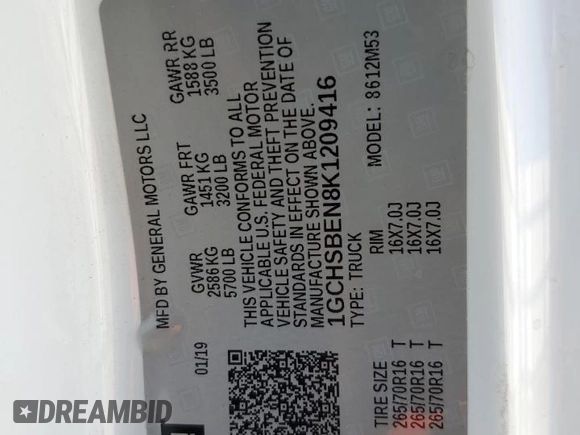 MFD BY GENERAL MOTORS LLC
01/19
GVWR
2586 KG
5700 LB
GAWR FRT
1451 KG
3200 LB
GAWR RR
1588 KG
3500 LB
THIS VEHICLE CONFORMS TO ALL
APPLICABLE U.S. FEDERAL MOTOR
VEHICLE SAFETY AND THEFT PREVENTION
STANDARDS IN EFFECT ON THE DATE OF
MANUFACTURE SHOWN ABOVE.
1GCHSBEN8K1209416
TYPE: TRUCK
MODEL: 8612M53
TIRE SIZE
RIM
265/70R16 T
16X7.0J
265/70R16 T
16X7.0J
265/70R16 T
16X7.0J
DREAMBID